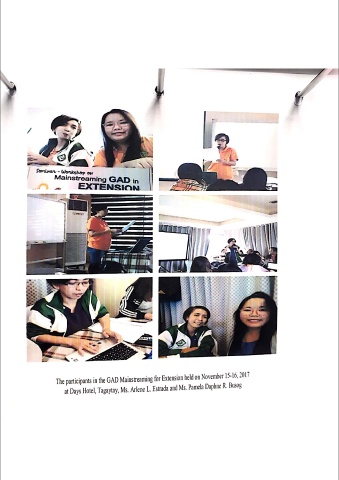 Seminar - Workshop on
Mainstreaming GAD in
EXTENSION
The participants in the GAD Mainstreaming for Extension held on November 15-16, 2017
at Days Hotel, Tagaytay, Ms. Arlene L. Estrada and Ms. Pamela Daphne R. Busog